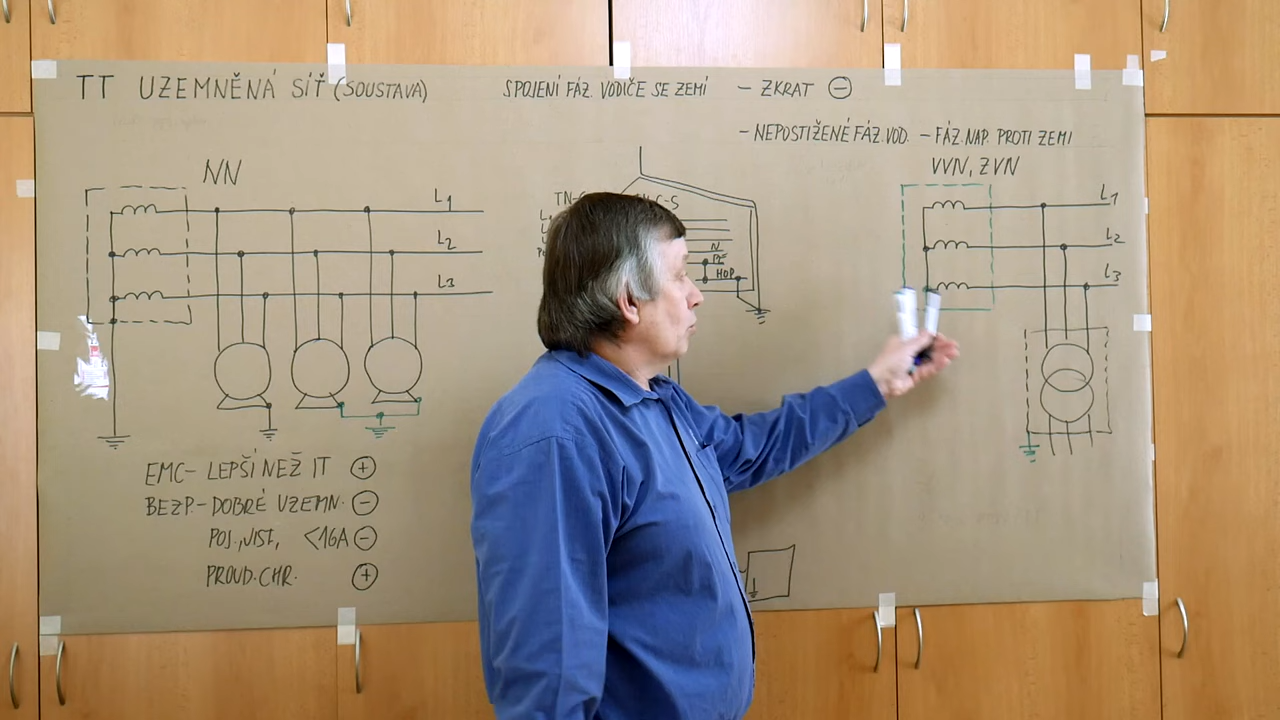 TT UZEMNĚNÁ SÍŤ (SOUSTAVA)
SPOJENÍ FÁZ. VODIČE SE ZEMÍ - ZKRAT ⊖
- NEPOSTIŽENÉ FÁZ. VOD. - FÁZ. NAP. PROTI ZEMI
NN
L1
L2
L3
EMC - LEPŠÍ NEŽ IT ⊕
BEZP. - DOBRÉ UZEMN. ⊖
POJ., JIST., <16A ⊖
PROUD. CHR. ⊕
N
PE
HOP
VVN, ZVN
L1
L2
L3